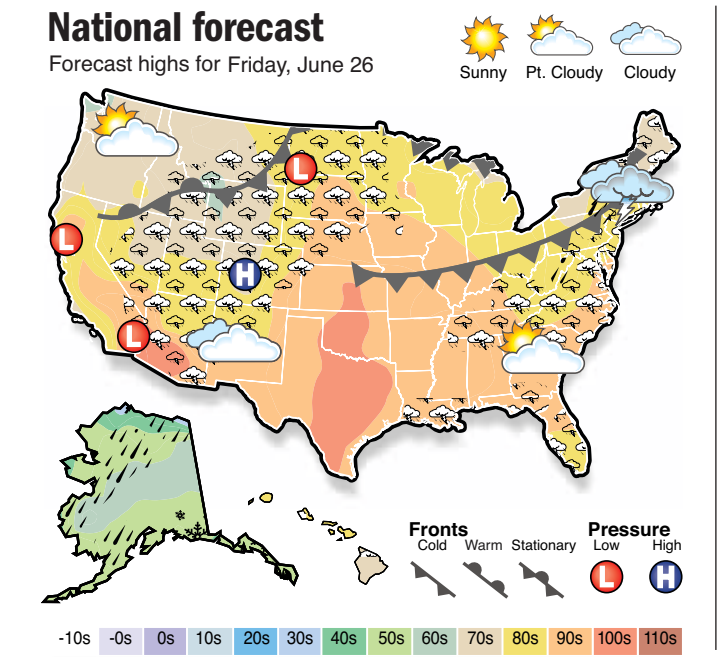 National forecast
Forecast highs for Friday, June 26
Sunny Pt. Cloudy Cloudy
L
L
H
L
Fronts
Cold Warm Stationary
Pressure
Low High
L H
-10s -0s 0s 10s 20s 30s 40s 50s 60s 70s 80s 90s 100s 110s